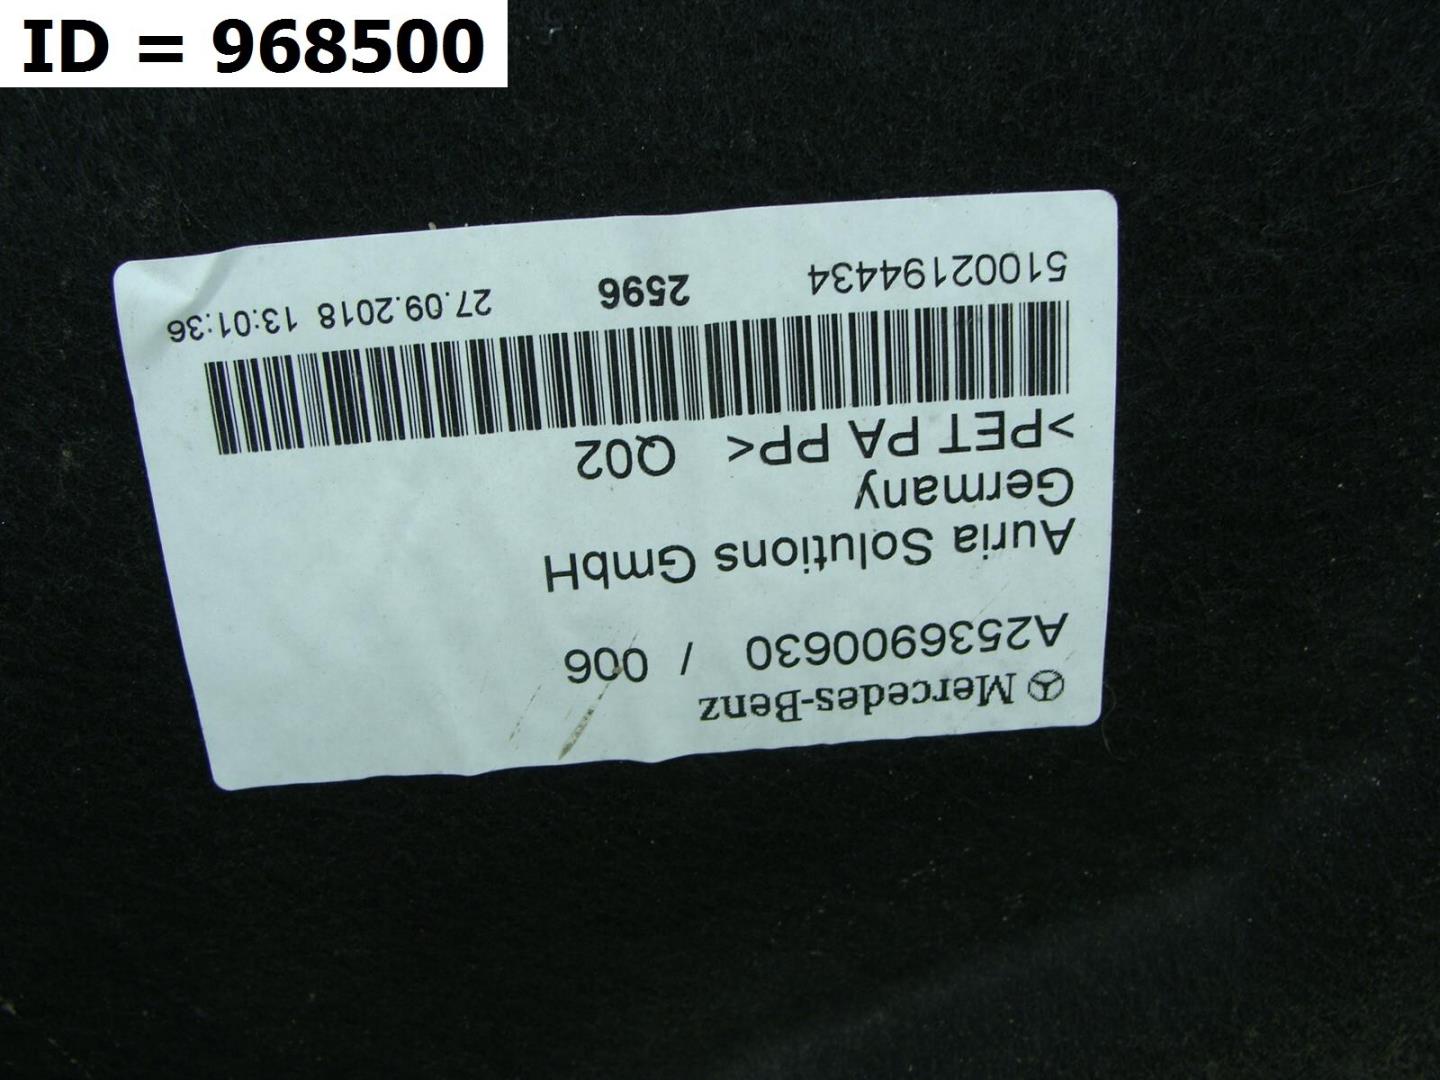 ID = 968500
Mercedes-Benz
A2536900630 / 006
Auria Solutions GmbH
Germany
>PET PA PP< Q02
51002194434 2596 27.09.2018 13:01:36